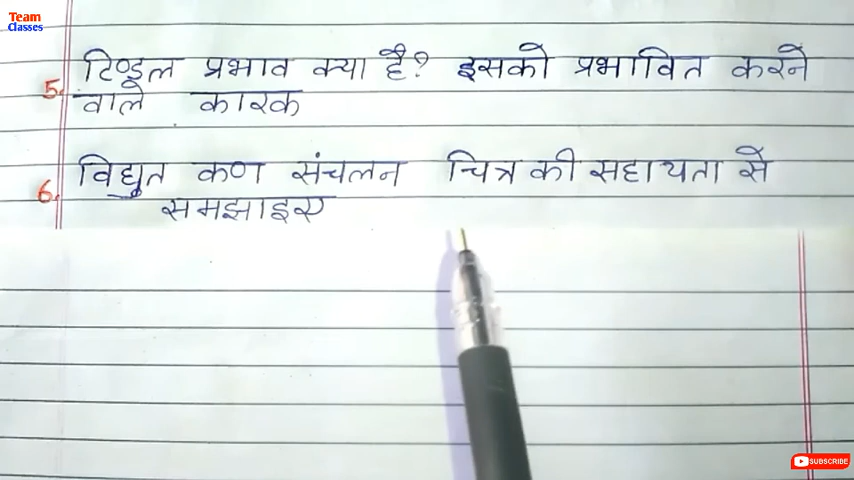 Team
Classes
5. टिण्डल प्रभाव क्या है? इसको प्रभावित करने
वाले कारक
6. विद्युत कण संचलन चित्र की सहायता से
समझाइए
SUBSCRIBE